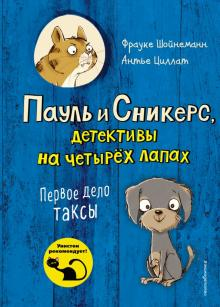 Фрауке Шойнеманн
Антье Циллат
Пауль и Сникерс,
детективы
на четырёх лапах
Первое дело
таксы
Уинстон
рекомендует!